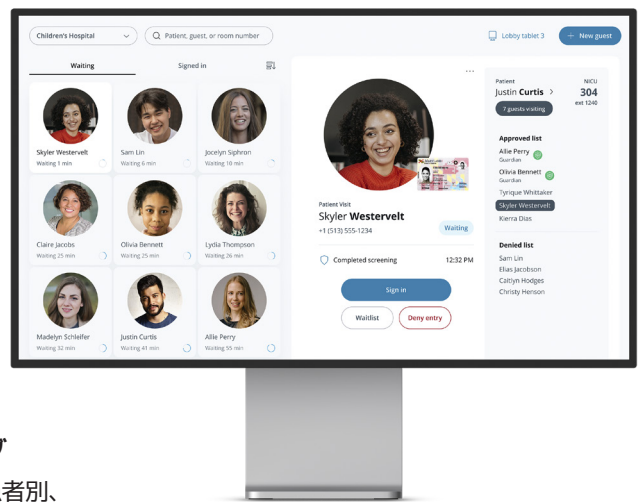 Children's Hospital
Patient, guest, or room number
Lobby tablet 3
+ New guest
Waiting
Signed in
Skyler Westervelt
Waiting 1 min
Sam Lin
Waiting 6 min
Jocelyn Siphron
Waiting 10 min
Claire Jacobs
Waiting 25 min
Olivia Bennett
Waiting 25 min
Lydia Thompson
Waiting 26 min
Madelyn Schleifer
Waiting 32 min
Justin Curtis
Waiting 41 min
Allie Perry
Waiting 55 min
Patient Visit
Skyler Westervelt
+1 (513) 555-1234
Waiting
Completed screening
12:32 PM
Sign in
Waitlist
Deny entry
Patient
Justin Curtis >
7 guests visiting
NICU
304
ext 1240
Approved list
Allie Perry
Guardian
Olivia Bennett
Guardian
Tyrique Whittaker
Skyler Westervelt
Kierra Dias
Denied list
Sam Lin
Elias Jacobson
Caitlyn Hodges
Christy Henson
者別、